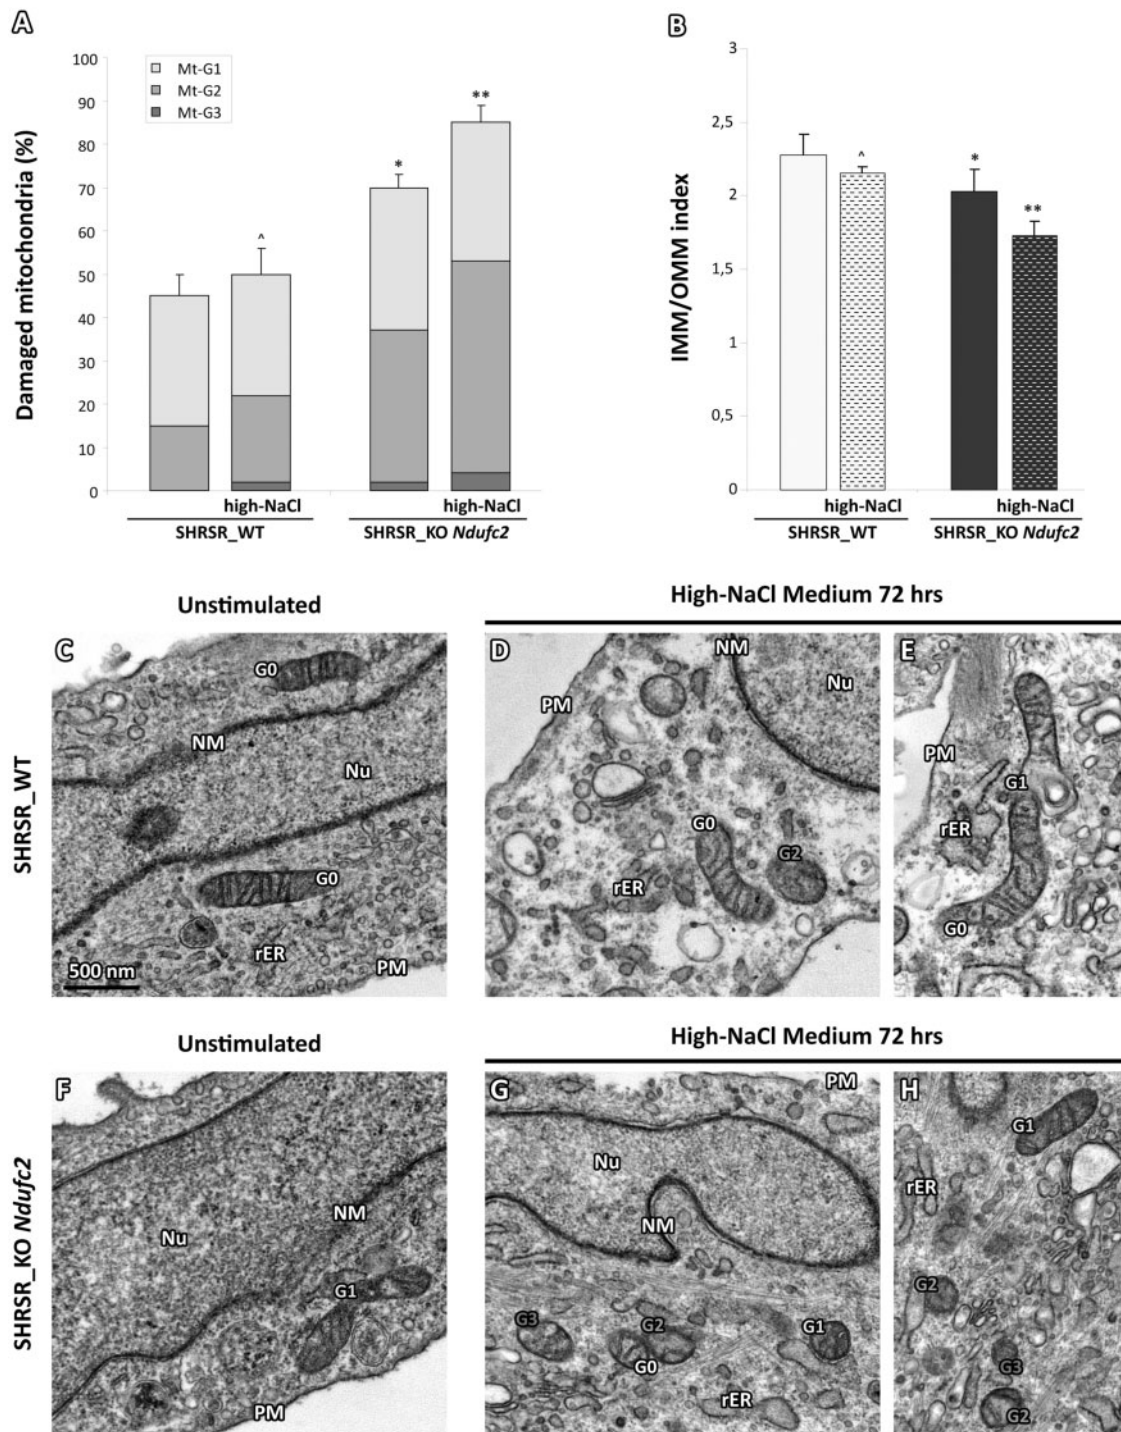 A
Damaged mitochondria (%)
100
90
80
70
60
50
40
30
20
10
0
Mt-G1
Mt-G2
Mt-G3
^
*
**
high-NaCl
high-NaCl
SHRSR_WT
SHRSR_KO Ndufc2
B
IMM/OMM index
3
2,5
2
1,5
1
0,5
0
^
*
**
high-NaCl
high-NaCl
SHRSR_WT
SHRSR_KO Ndufc2
Unstimulated
High-NaCl Medium 72 hrs
SHRSR_WT
C
G0
NM
Nu
G0
rER
PM
500 nm
D
NM
Nu
PM
G0
G2
rER
E
PM
G1
rER
G0
Unstimulated
High-NaCl Medium 72 hrs
SHRSR_KO Ndufc2
F
Nu
NM
G1
PM
G
PM
Nu
NM
G3
G2
G1
G0
rER
H
G1
rER
G2
G3
G2